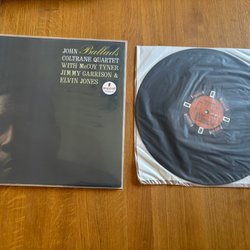 JOHN Ballads
COLTRANE QUARTET
WITH McCOY TYNER
JIMMY GARRISON &
ELVIN JONES